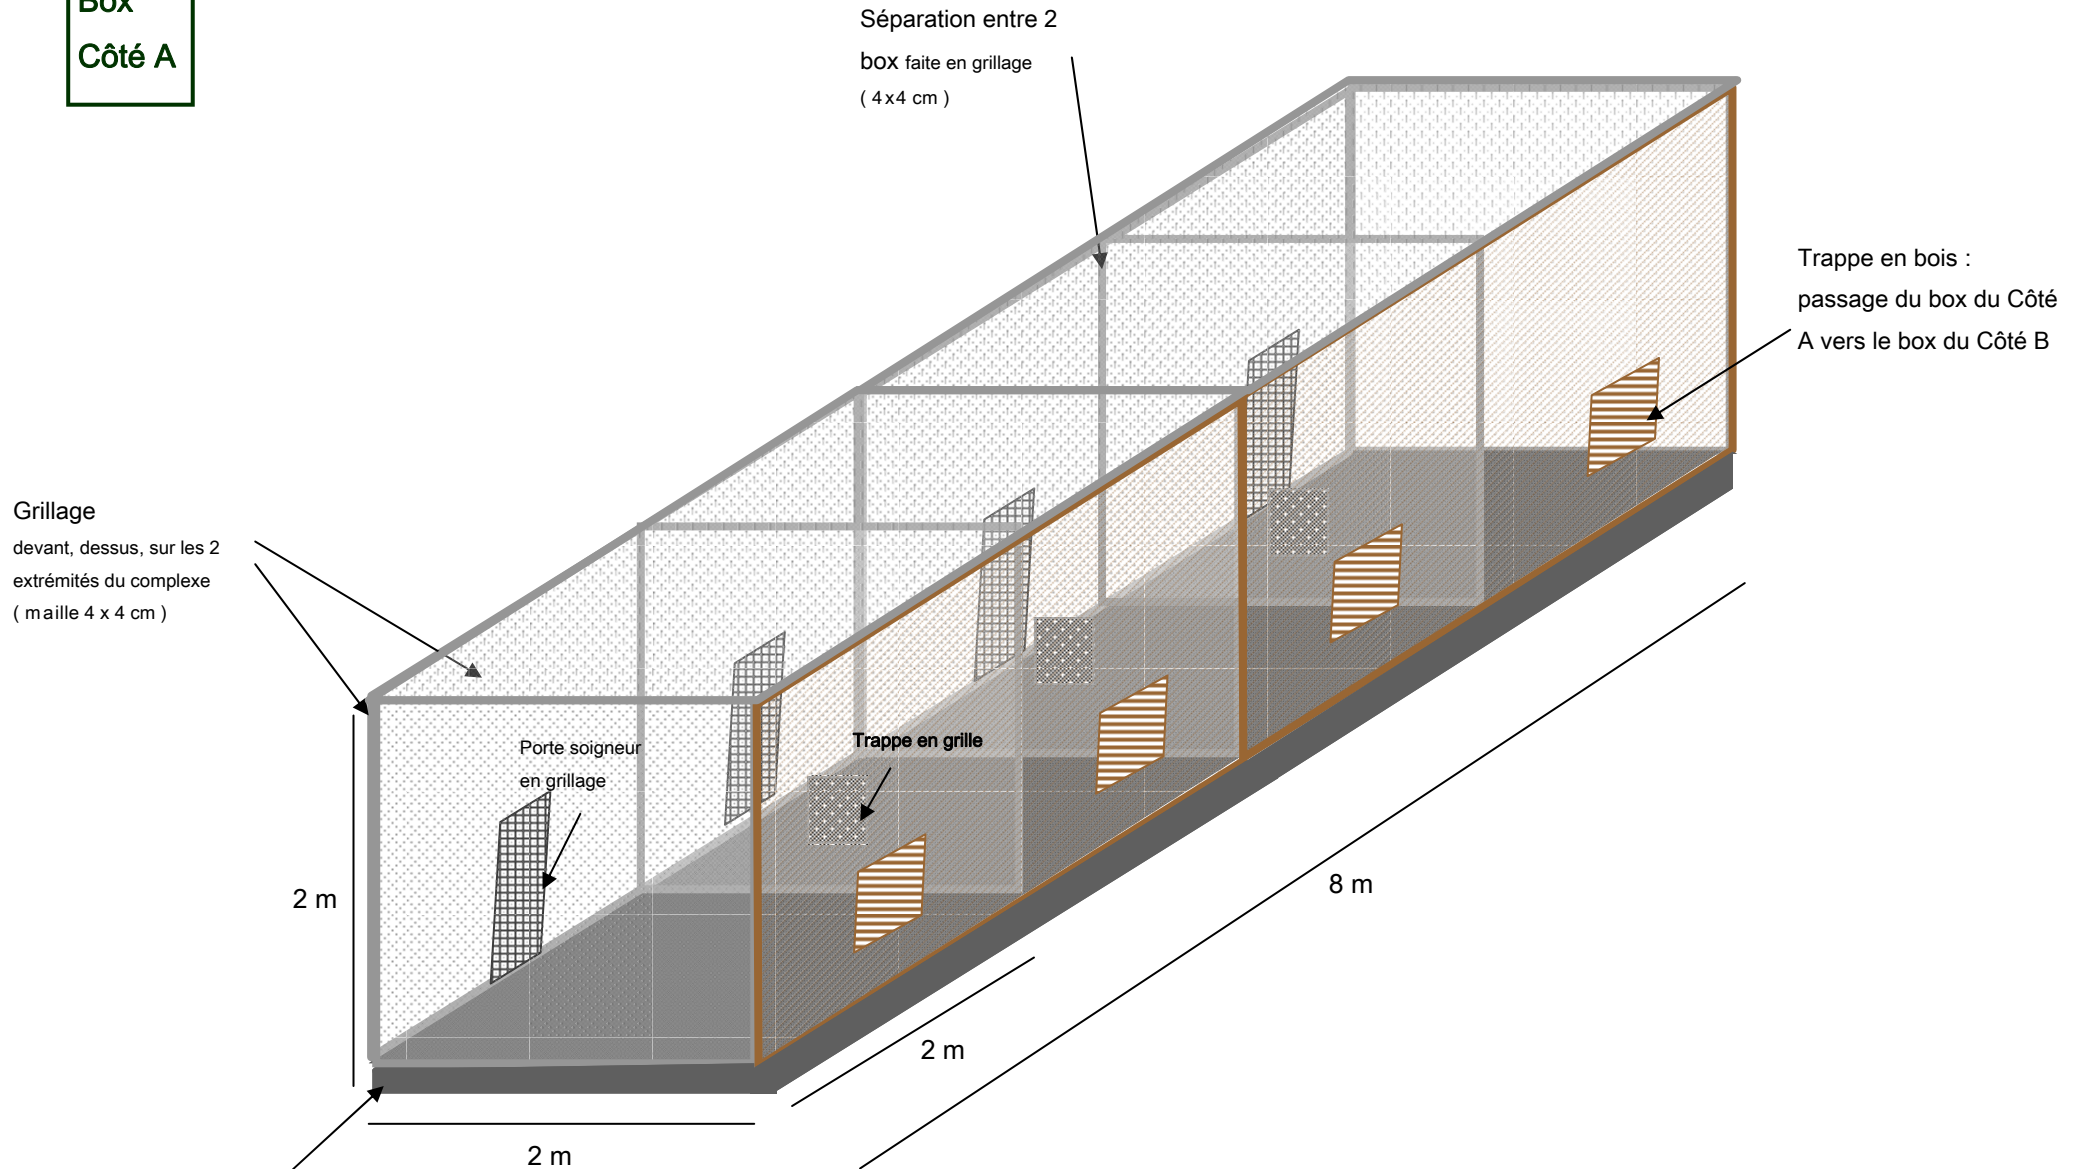 Box
Côté A
Séparation entre 2
box faite en grillage
( 4x4 cm )
Trappe en bois :
passage du box du Côté
A vers le box du Côté B
Grillage
devant, dessus, sur les 2
extrémités du complexe
( maille 4 x 4 cm )
Porte soigneur
en grillage
Trappe en grille
2 m
8 m
2 m
2 m